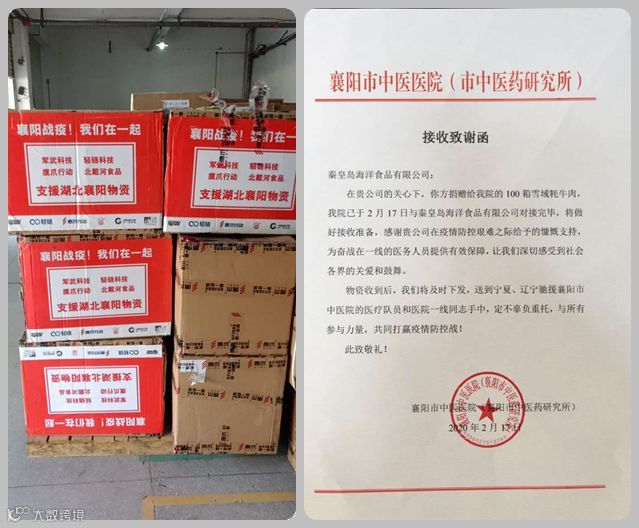 襄阳战疫！我们在一起
军武科技 轻链科技
鹰爪行动 北戴河食品
支援湖北襄阳物资
襄阳战疫！我们在一起
军武科技 轻链科技
鹰爪行动 北戴河食品
支援湖北襄阳物资
轻链
襄阳战疫！我们在一起
军武科技 轻链科技
鹰爪行动 北戴河食品
支援湖北襄阳物资
轻链
襄阳战疫！我们在一起
军武科技 轻链科技
鹰爪行动 北戴河食品
支援湖北襄阳物资
大数跨境
襄阳市中医医院（市中医药研究所）
接收致谢函
秦皇岛海洋食品有限公司：
在贵公司的关心下，你方捐赠给我院的 100 箱雪域牦牛肉，
我院已于 2 月 17 日与秦皇岛海洋食品有限公司对接完毕，将做
好接收准备，感谢贵公司在疫情防控艰难之际给予的慷慨支持，
为奋战在一线的医务人员提供有效保障，让我们深切感受到社会
各界的关爱和鼓舞。
物资收到后，我们将及时下发，送到宁夏、辽宁驰援襄阳市
中医院的医疗队员和医院一线同志手中，定不辜负重托，与所有
参与力量，共同打赢疫情防控战！
此致敬礼！
襄阳市中医医院（襄阳市中医药研究所）
2020 年 2 月 17 日